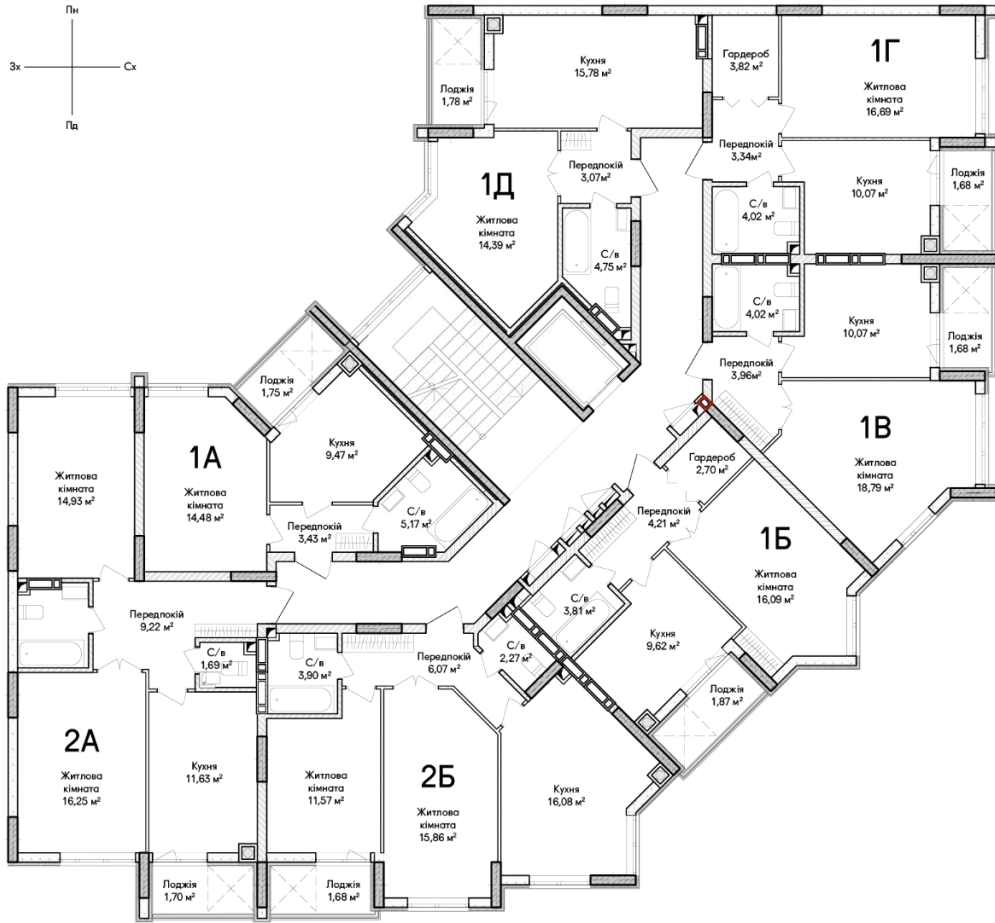 Пн
Зх
Сх
Пд
Лоджія
1,78 м²
Кухня
15,78 м²
Гардероб
3,82 м²
1Г
Житлова
кімната
16,69 м²
Передпокій
3,07м²
Передпокій
3,34м²
1Д
Житлова
кімната
14,39 м²
С/в
4,75 м²
С/в
4,02 м²
Кухня
10,07 м²
Лоджія
1,68 м²
С/в
4,02 м²
Кухня
10,07 м²
Лоджія
1,68 м²
Передпокій
3,96м²
1В
Житлова
кімната
18,79 м²
Лоджія
1,75 м²
Кухня
9,47 м²
Житлова
кімната
14,93 м²
1А
Житлова
кімната
14,48 м²
Передпокій
3,43 м²
С/в
5,17 м²
Гардероб
2,70 м²
Передпокій
4,21 м²
1Б
Житлова
кімната
16,09 м²
С/в
3,81 м²
Кухня
9,62 м²
Лоджія
1,87 м²
Передпокій
9,22 м²
С/в
1,69 м²
С/в
3,90 м²
Передпокій
6,07 м²
С/в
2,27 м²
2А
Житлова
кімната
16,25 м²
Кухня
11,63 м²
Житлова
кімната
11,57 м²
2Б
Житлова
кімната
15,86 м²
Кухня
16,08 м²
Лоджія
1,70 м²
Лоджія
1,68 м²